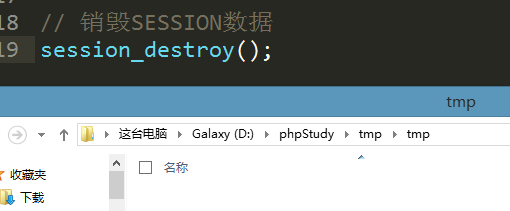 18 // 销毁SESSION数据
19 session_destroy();
tmp
这台电脑 Galaxy (D:) phpStudy tmp tmp
收藏夹 名称
下载